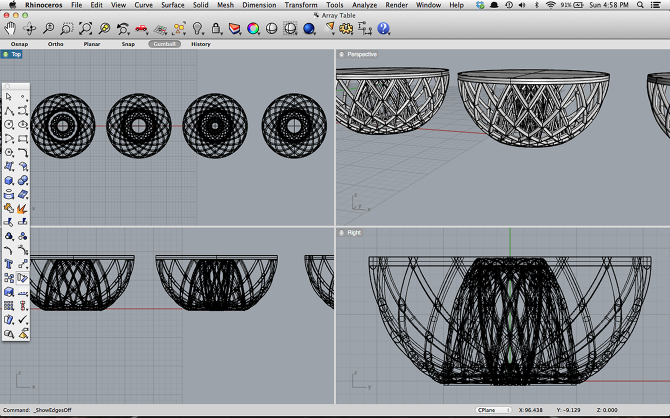 Rhinoceros File Edit View Curve Surface Solid Mesh Dimension Transform Tools Analyze Render Window Help 91% Sun 4:58 PM
Array Table
Osnap Ortho Planar Snap Gumball History
Top
Perspective
Right
Command: _ShowEdgesOff
CPlane X: 96.438 Y: -9.129 Z: 0.000